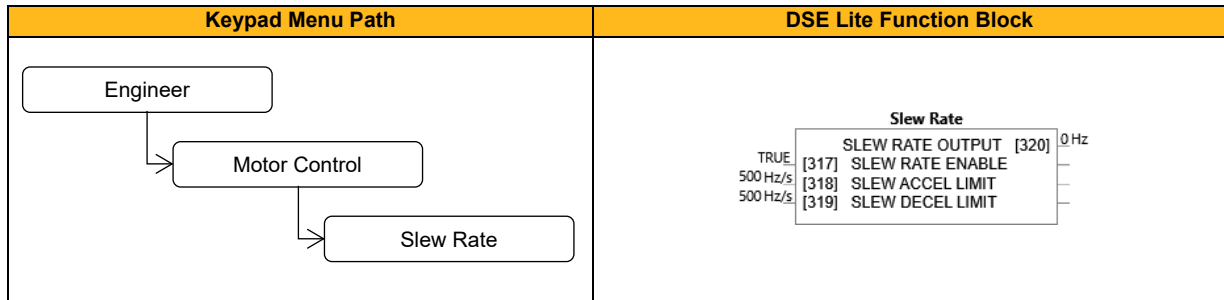 Keypad Menu Path
DSE Lite Function Block
Engineer
Motor Control
Slew Rate
Slew Rate
SLEW RATE OUTPUT [320] 0 Hz
TRUE [317] SLEW RATE ENABLE
500 Hz/s [318] SLEW ACCEL LIMIT
500 Hz/s [319] SLEW DECEL LIMIT